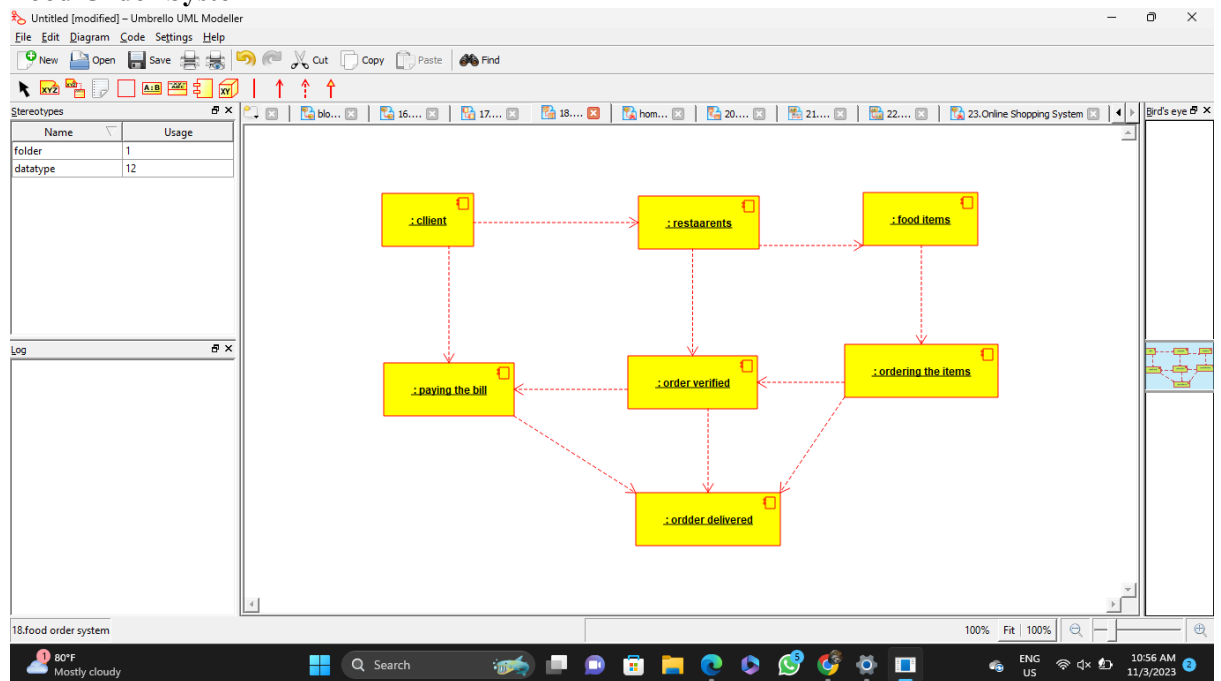 Untitled [modified] – Umbrello UML Modeller
File Edit Diagram Code Settings Help
New Open Save Cut Copy Paste Find
Stereotypes
blo... 16.... 17.... 18.... hom... 20.... 21.... 22.... 23.Online Shopping System
Bird's eye
Name Usage
folder 1
datatype 12
: cllient
: restaarents
: food items
Log
: paying the bill
: order verified
: ordering the items
: ordder delivered
18.food order system
100% Fit 100%
1
80°F
Mostly cloudy
Search
5
ENG
US
10:56 AM
11/3/2023
2